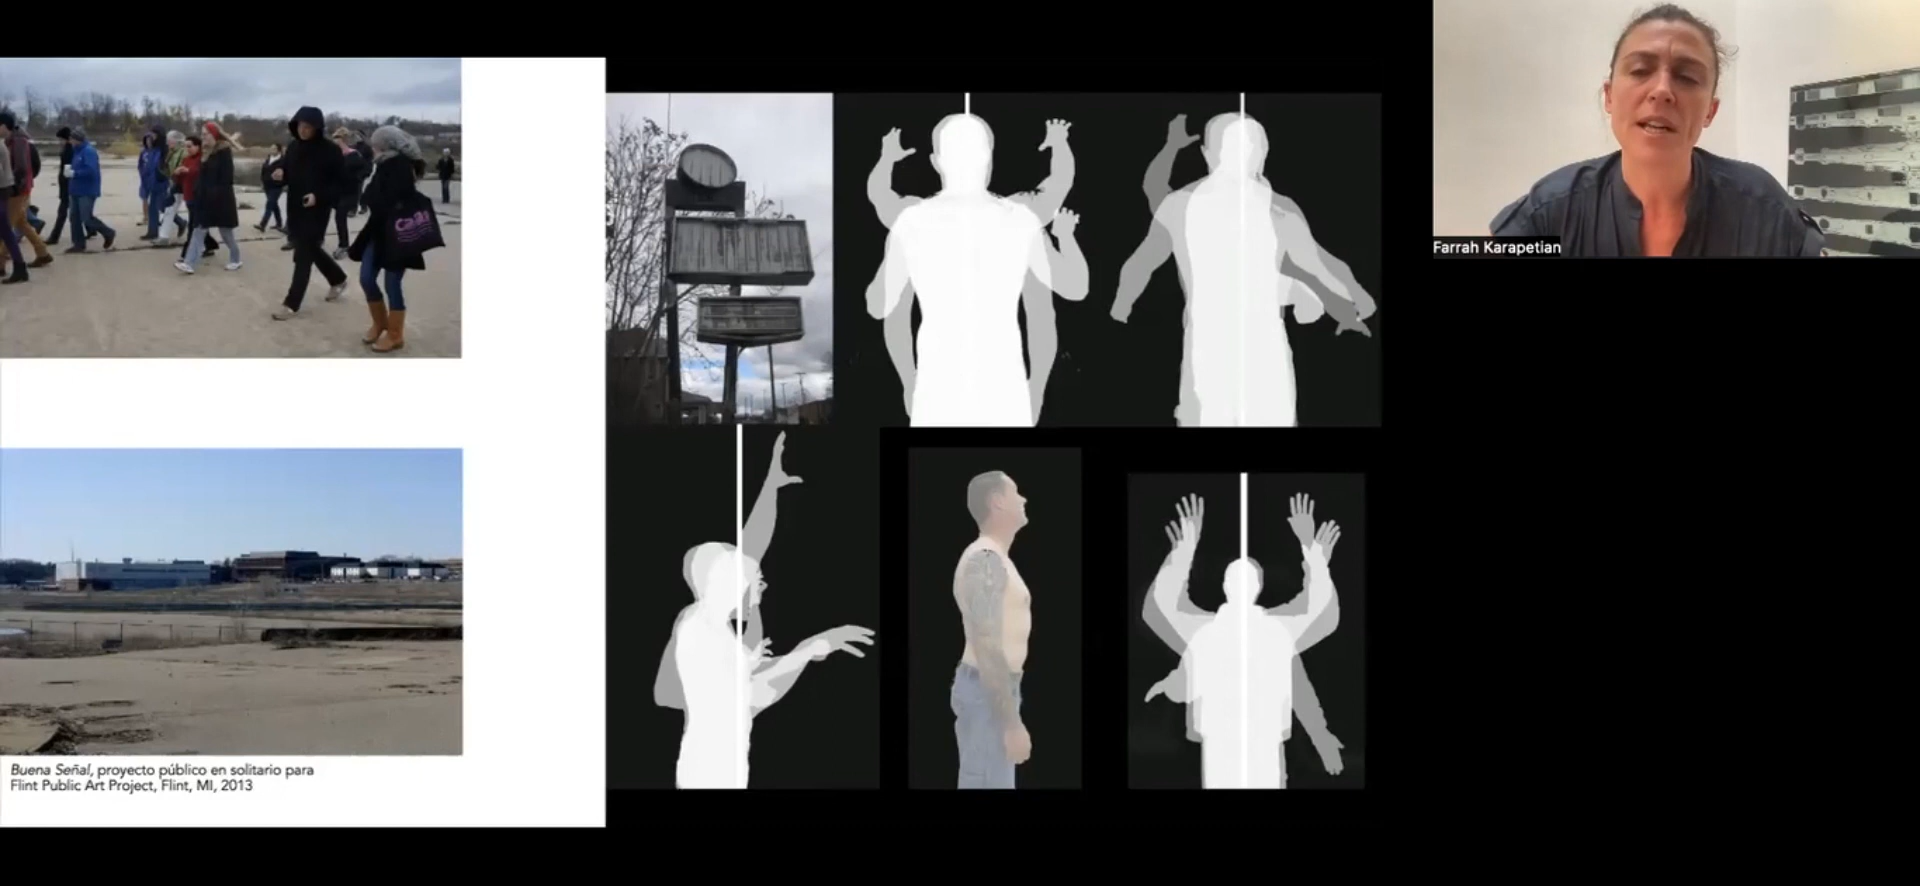 Farrah Karapetian
Buena Señal, proyecto público en solitario para
Flint Public Art Project, Flint, MI, 2013